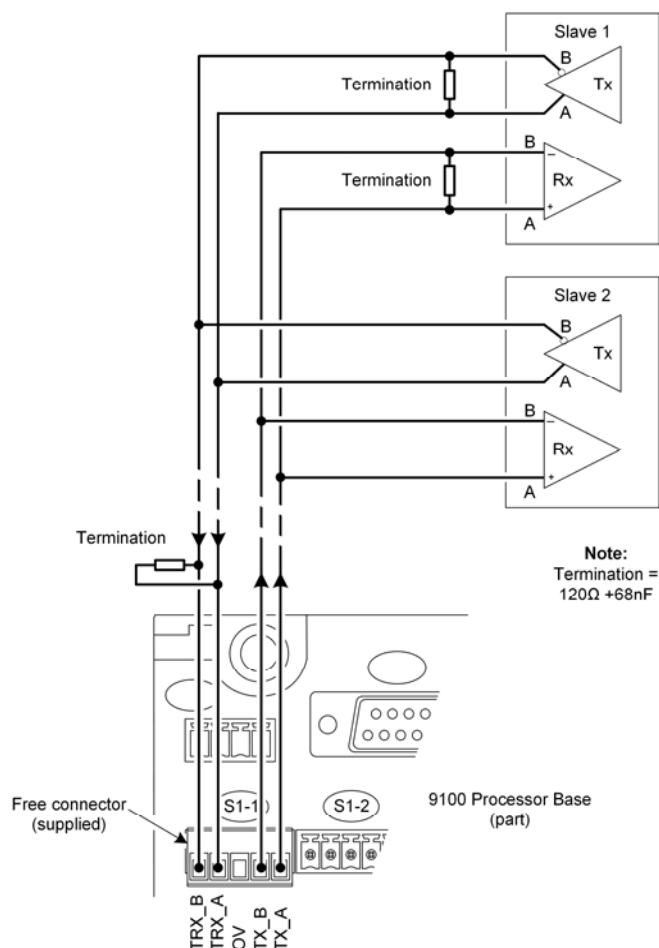 Slave 1
B
Termination
Tx
A
B
−
Termination
Rx
+
A
Slave 2
B
Tx
A
B
−
Rx
+
A
Termination
Note:
Termination =
120Ω +68nF
Free connector
(supplied)
S1-1
S1-2
9100 Processor Base
(part)
TRX_B
TRX_A
OV
TX_B
TX_A